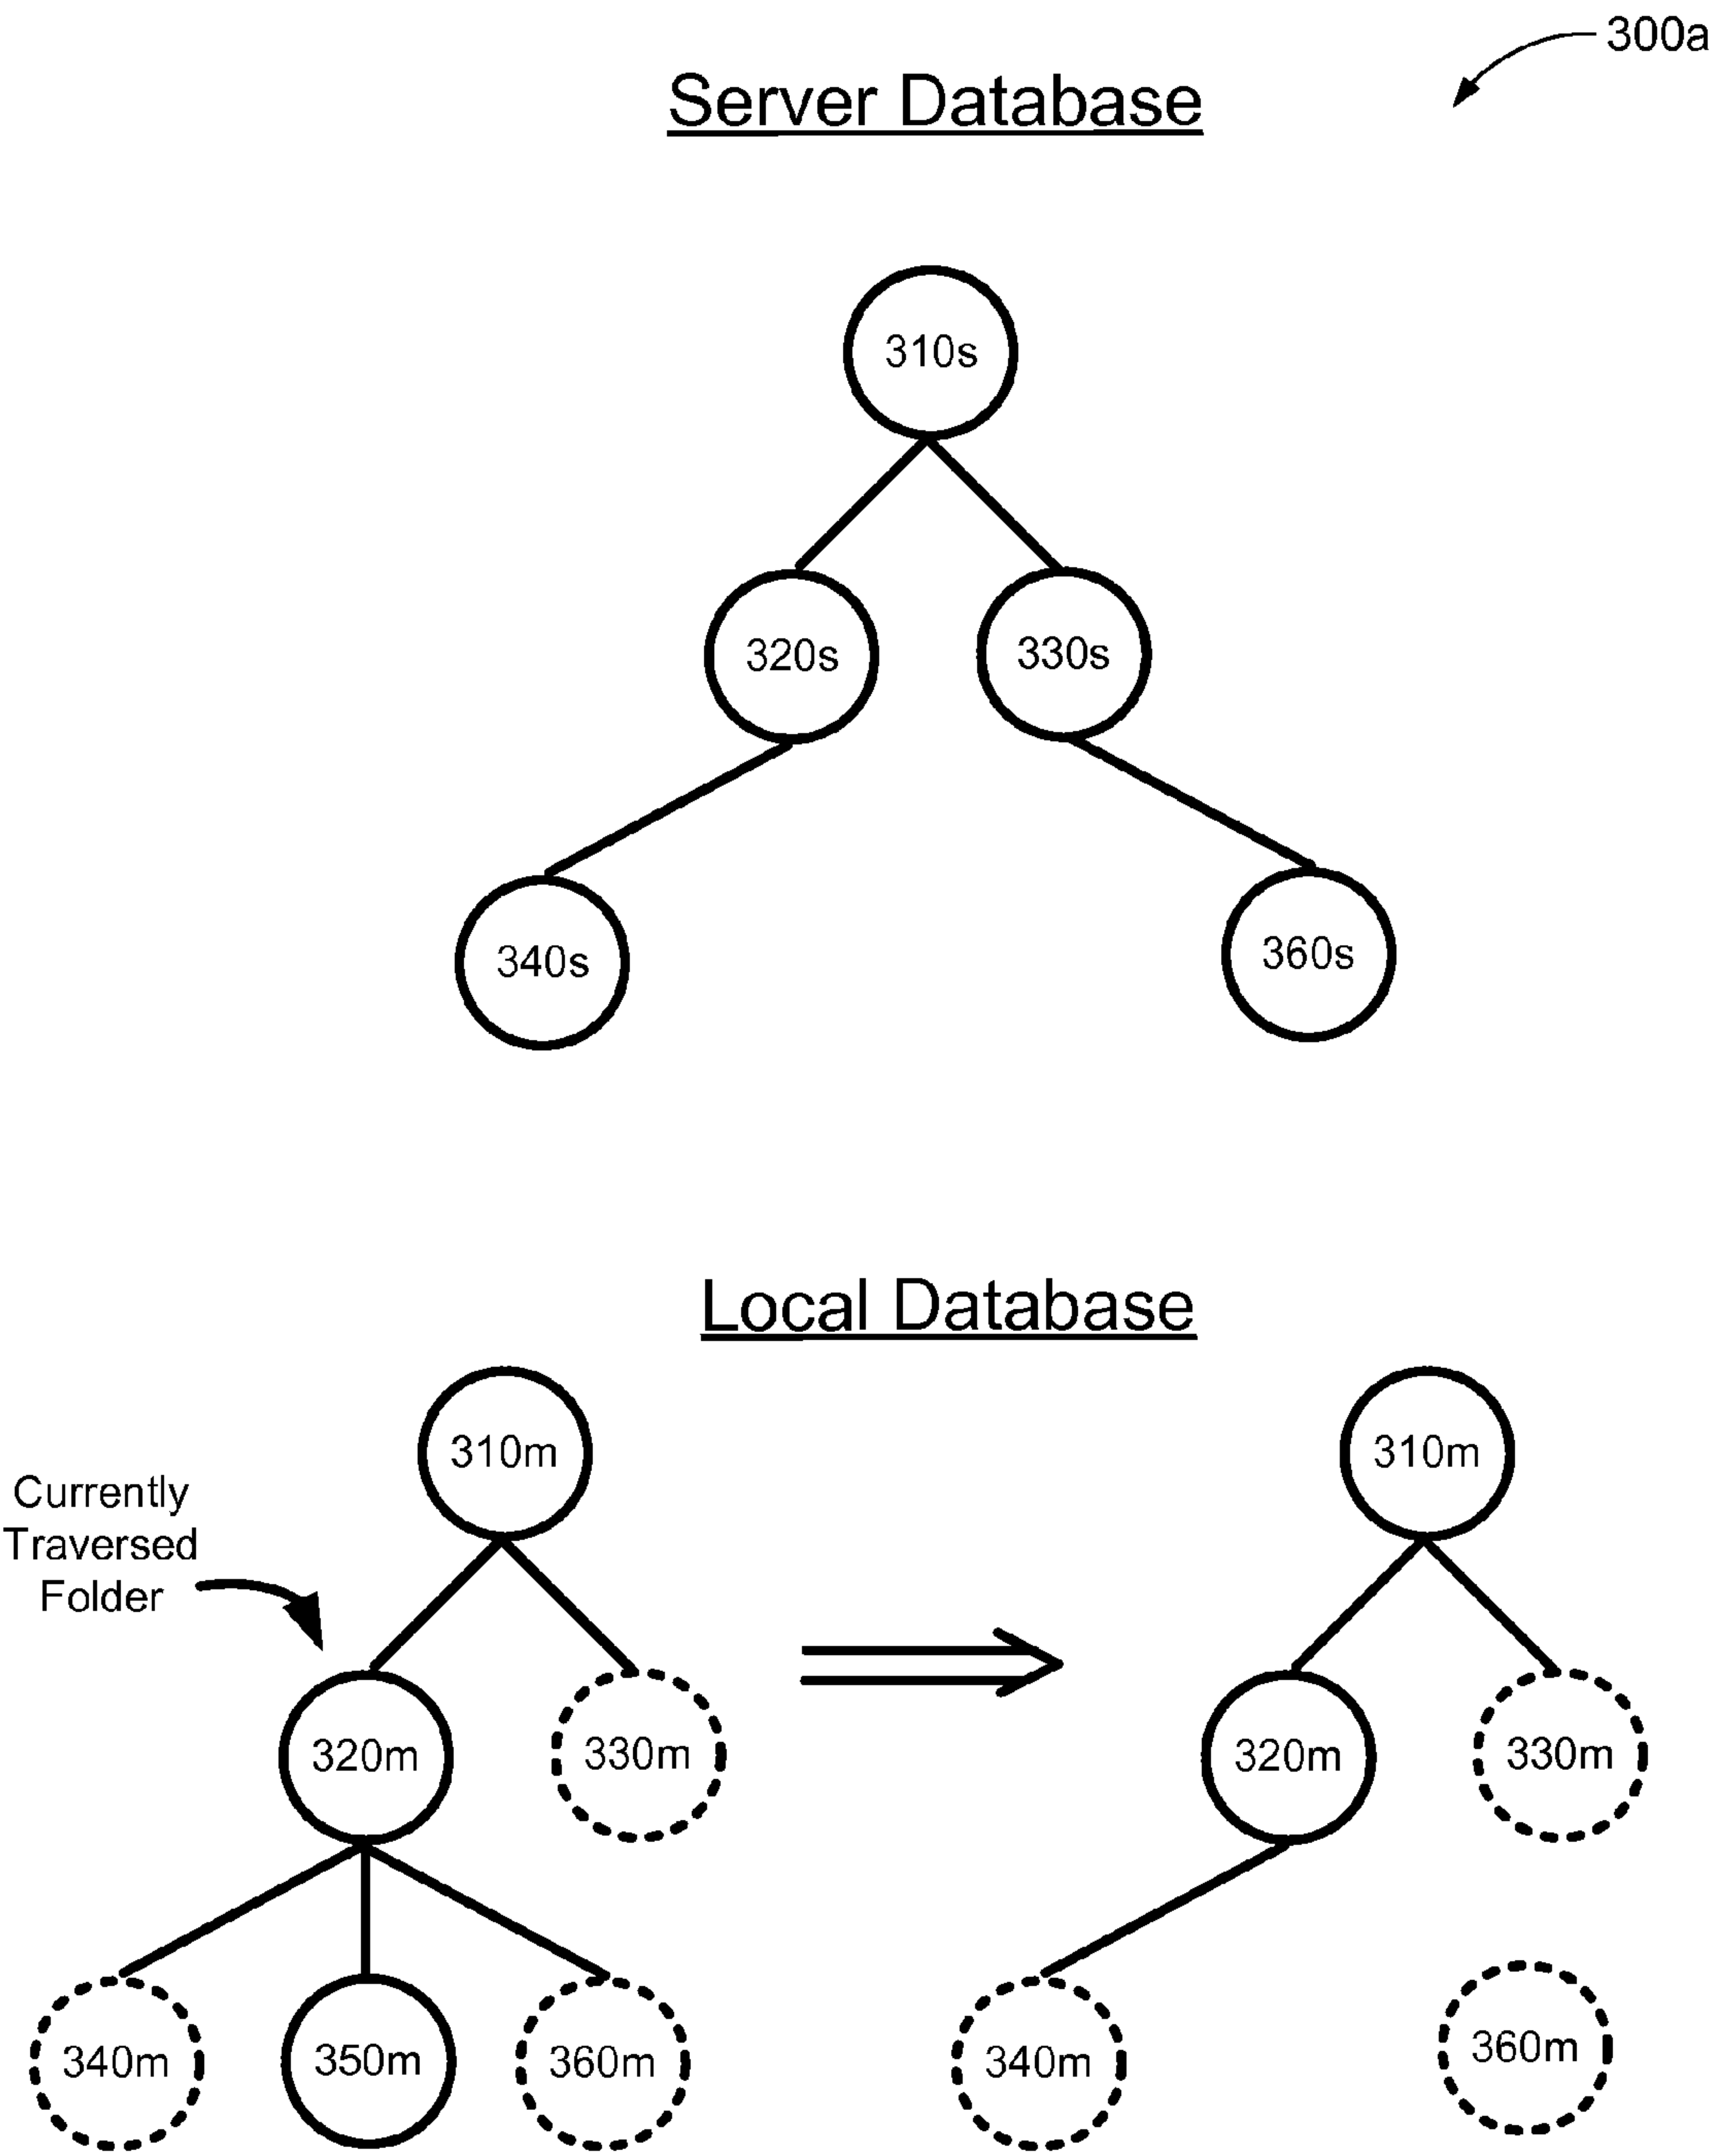 300a
Server Database
310s
320s
330s
340s
360s
Local Database
310m
310m
Currently
Traversed
Folder
320m
330m
320m
330m
340m
350m
360m
340m
360m